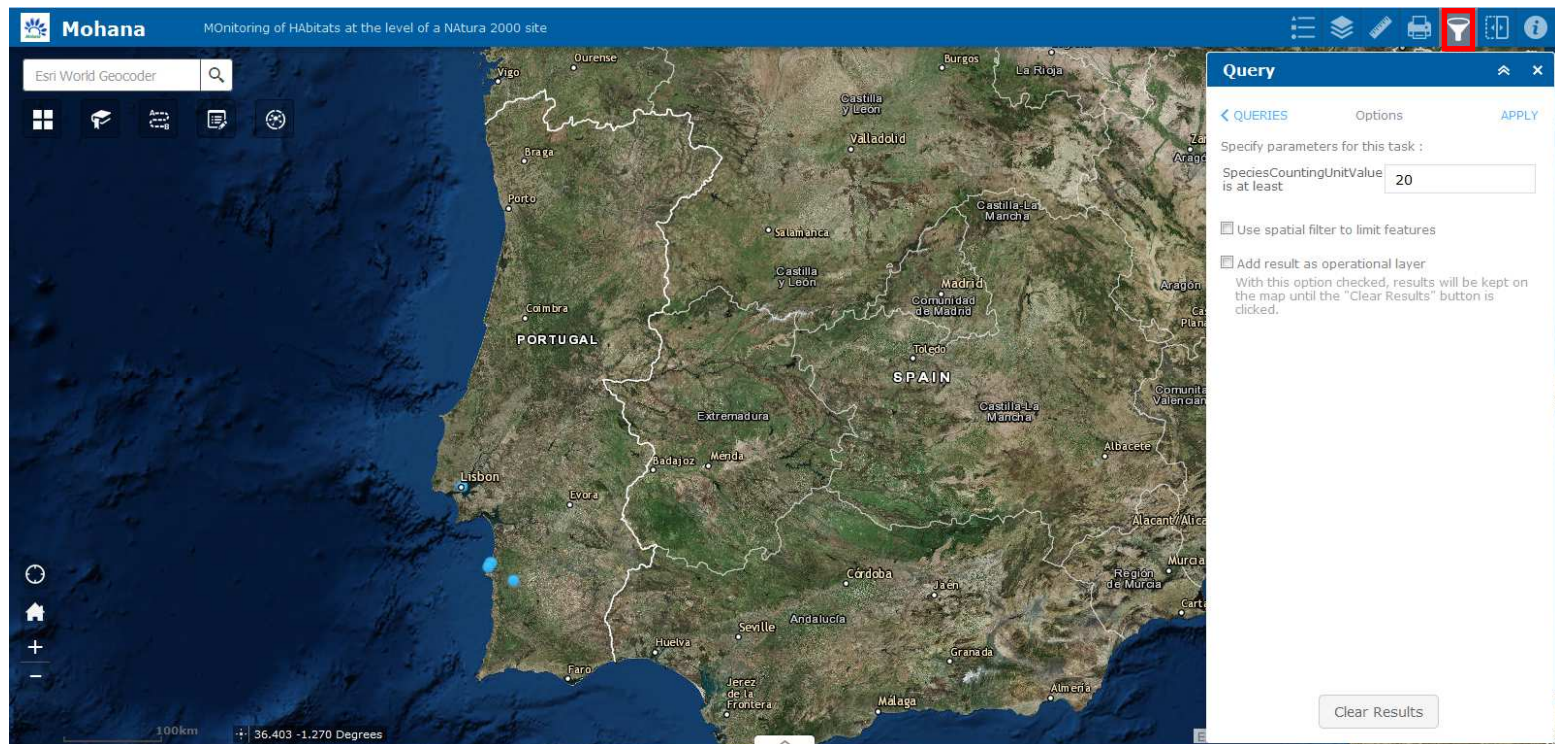 Mohana
MOnitoring of HAbitats at the level of a NAtura 2000 site
Esri World Geocoder
Query
QUERIES
Options
APPLY
Specify parameters for this task :
SpeciesCountingUnitValue
is at least
20
Use spatial filter to limit features
Add result as operational layer
With this option checked, results will be kept on
the map until the "Clear Results" button is
clicked.
Clear Results
Ourense
Vigo
Burgos
La Rioja
Castilla
y León
Valladolid
Braga
Porto
Castilla-La
Mancha
Salamanca
Castilla
y León
Madrid
Comunidad
de Madrid
Aragón
Coimbra
PORTUGAL
Toledo
SPAIN
Castilla-La
Mancha
Extremadura
Albacete
Badajoz
Mérida
Lisbon
Evora
Córdoba
Jaén
Región
de Murcia
Murcia
Andalucía
Seville
Huelva
Granada
Faro
Jerez
de la
Frontera
Málaga
Almería
100km
36.403 -1.270 Degrees